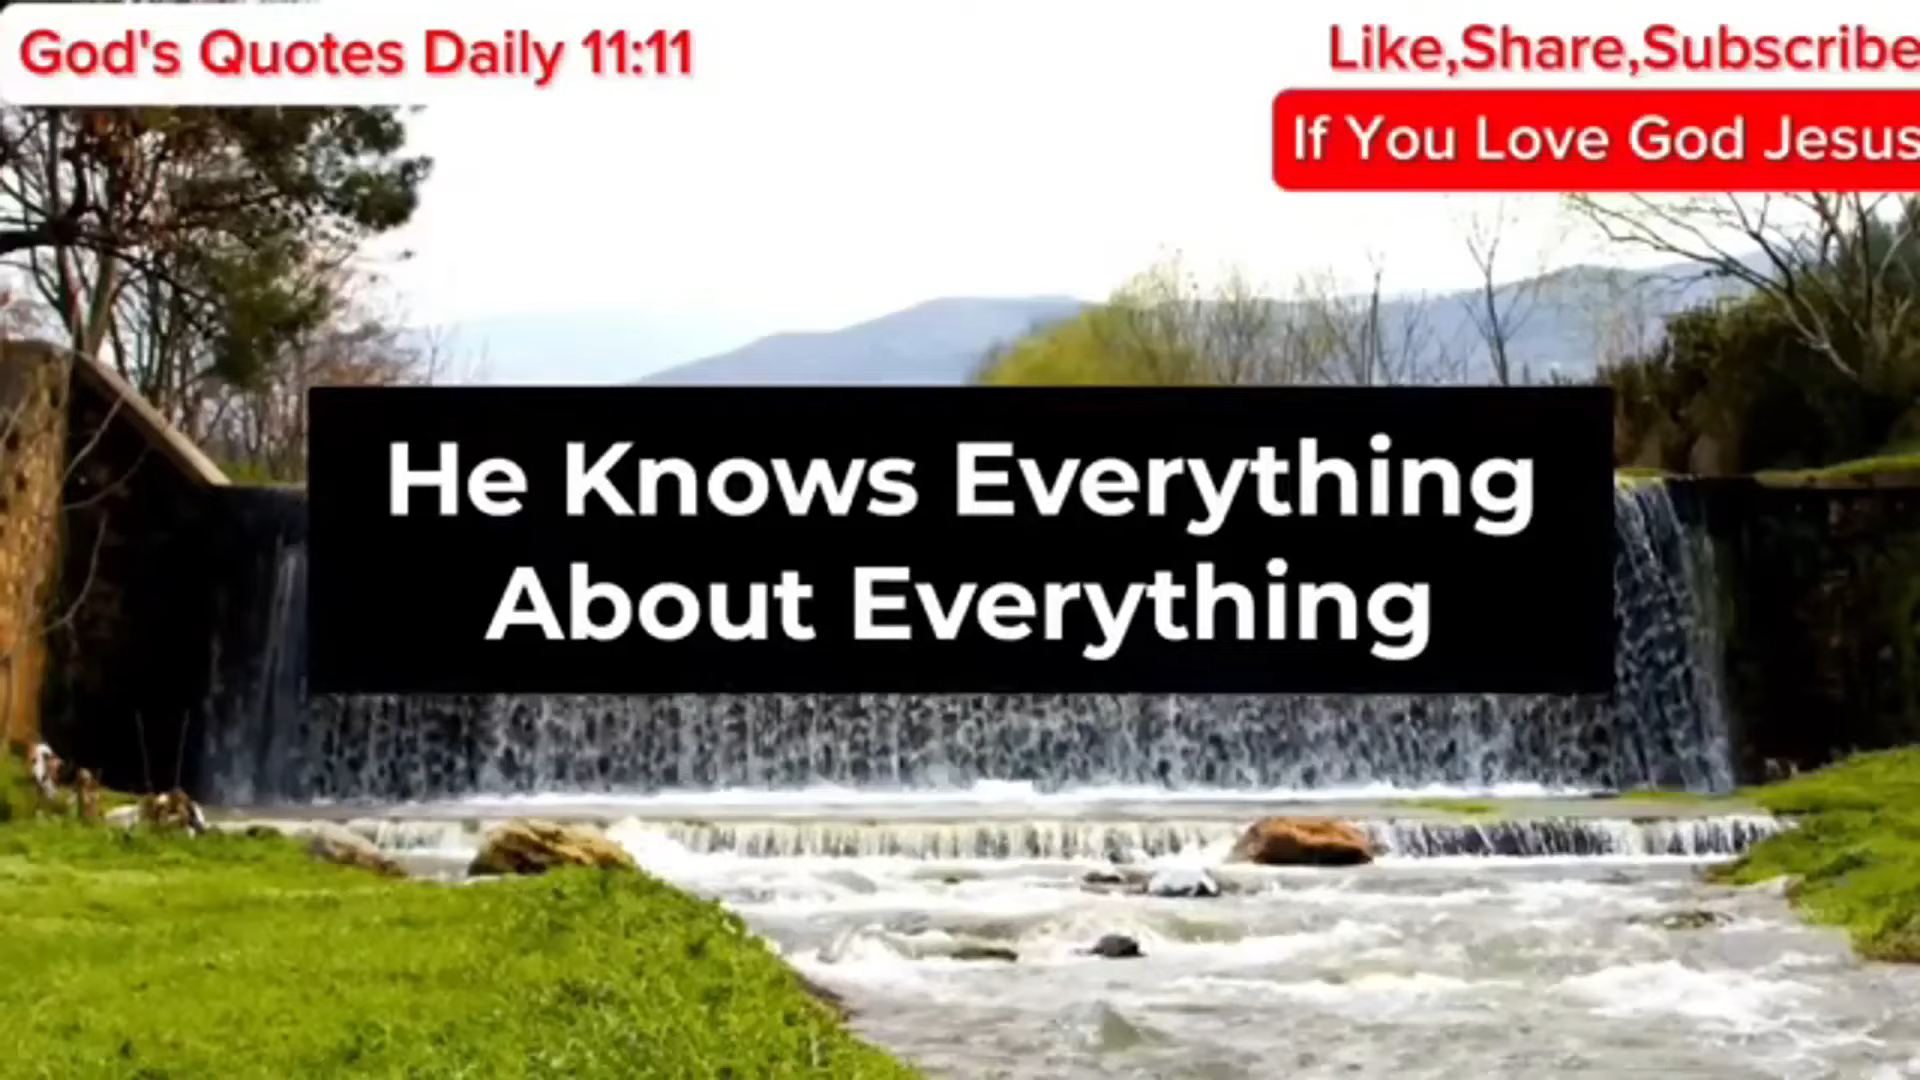 God's Quotes Daily 11:11
Like,Share,Subscribe
If You Love God Jesus
He Knows Everything
About Everything